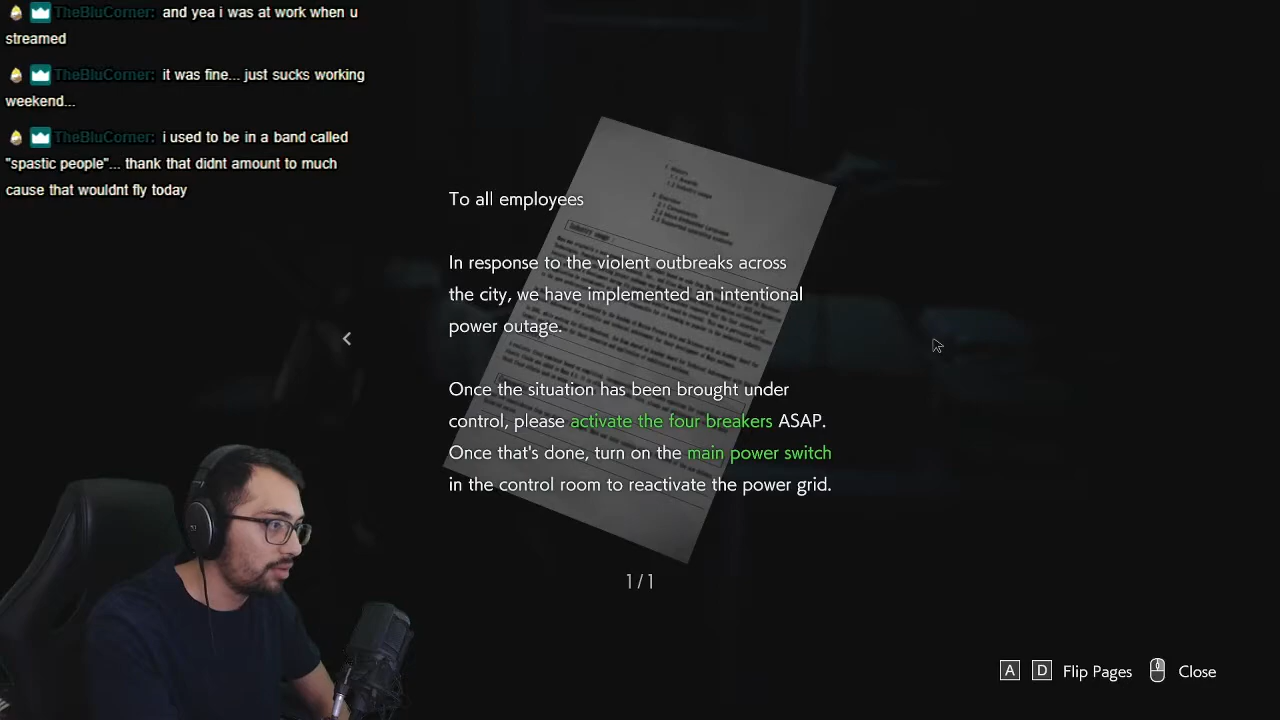 TheBluCorner: and yea i was at work when u
streamed
TheBluCorner: it was fine... just sucks working
weekend...
TheBluCorner: i used to be in a band called
"spastic people"... thank that didnt amount to much
cause that wouldnt fly today
To all employees
In response to the violent outbreaks across
the city, we have implemented an intentional
power outage.
Once the situation has been brought under
control, please activate the four breakers ASAP.
Once that's done, turn on the main power switch
in the control room to reactivate the power grid.
1/1
A D Flip Pages Close